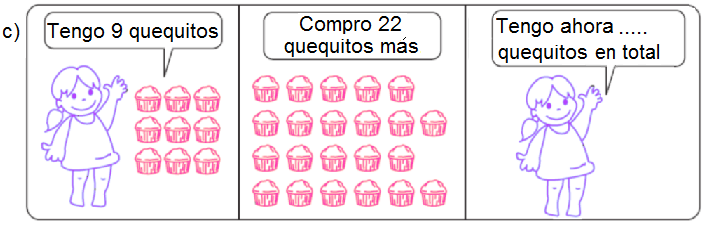 c)
Tengo 9 quequitos
Compro 22
quequitos más
Tengo ahora .....
quequitos en total